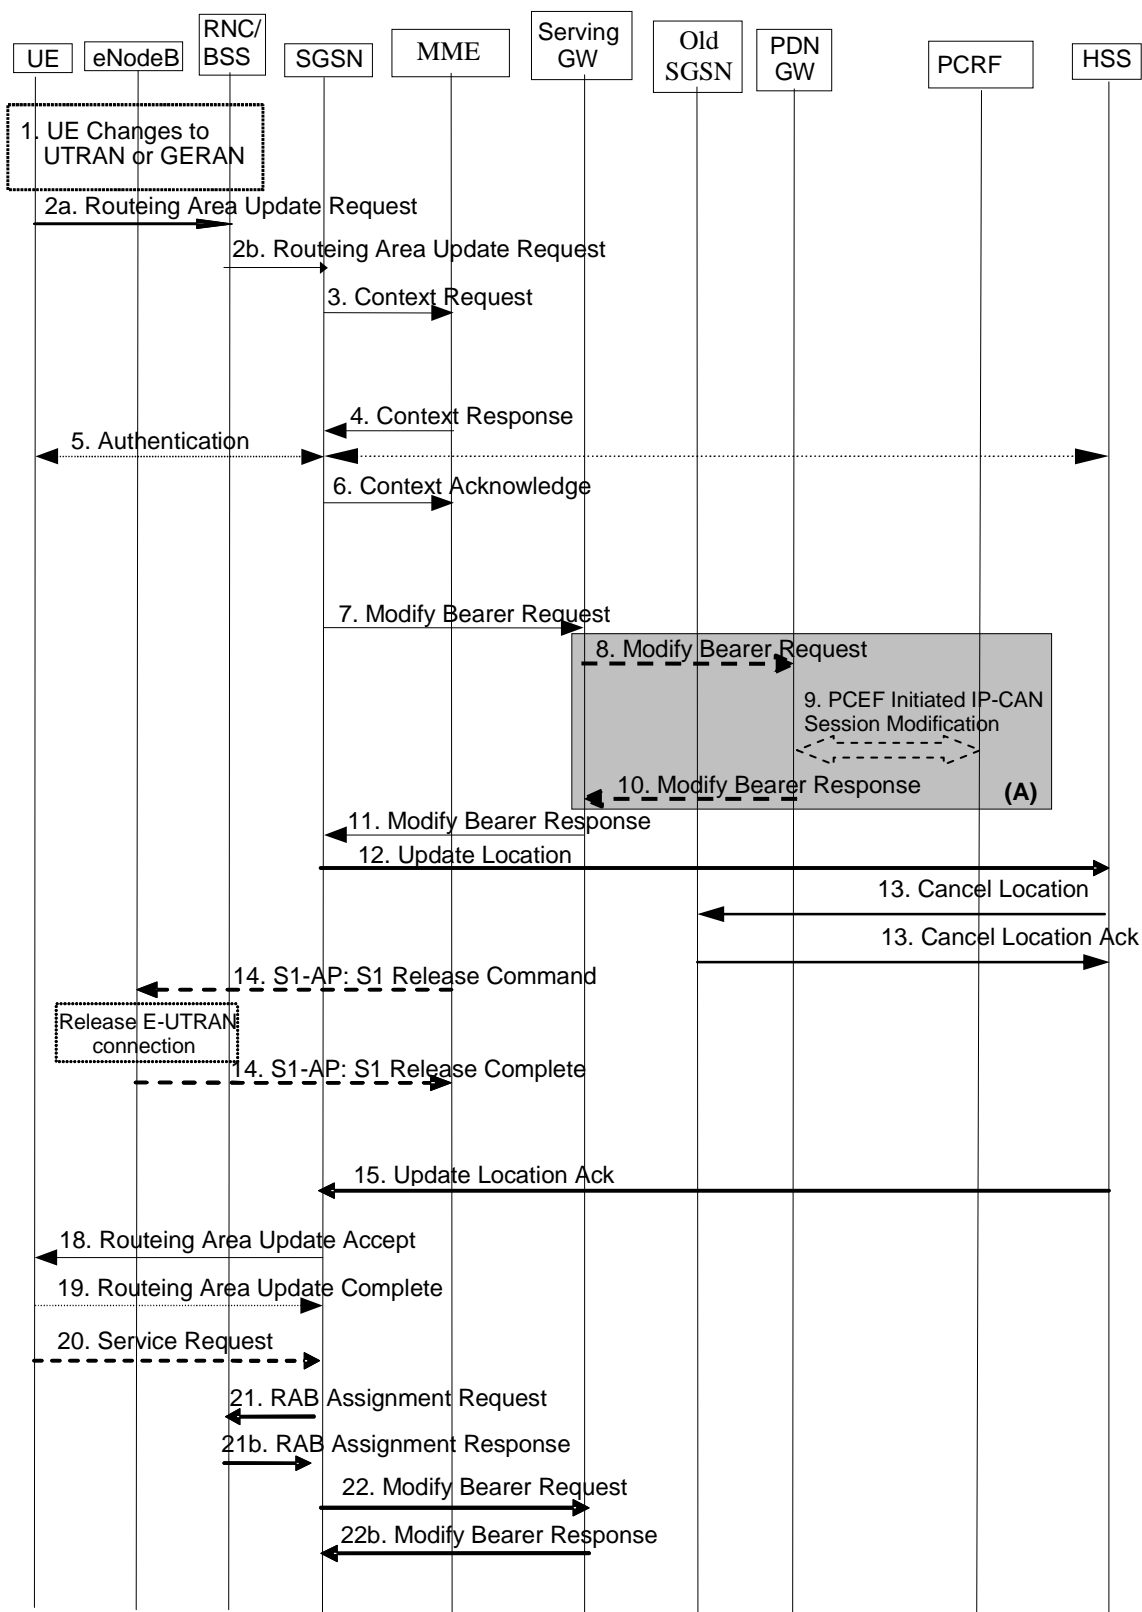 UE
eNodeB
RNC/
BSS
SGSN
MME
Serving
GW
Old
SGSN
PDN
GW
PCRF
HSS
1. UE Changes to
UTRAN or GERAN
2a. Routeing Area Update Request
2b. Routeing Area Update Request
3. Context Request
4. Context Response
5. Authentication
6. Context Acknowledge
7. Modify Bearer Request
8. Modify Bearer Request
9. PCEF Initiated IP-CAN
Session Modification
10. Modify Bearer Response
(A)
11. Modify Bearer Response
12. Update Location
13. Cancel Location
13. Cancel Location Ack
14. S1-AP: S1 Release Command
Release E-UTRAN
connection
14. S1-AP: S1 Release Complete
15. Update Location Ack
18. Routeing Area Update Accept
19. Routeing Area Update Complete
20. Service Request
21. RAB Assignment Request
21b. RAB Assignment Response
22. Modify Bearer Request
22b. Modify Bearer Response